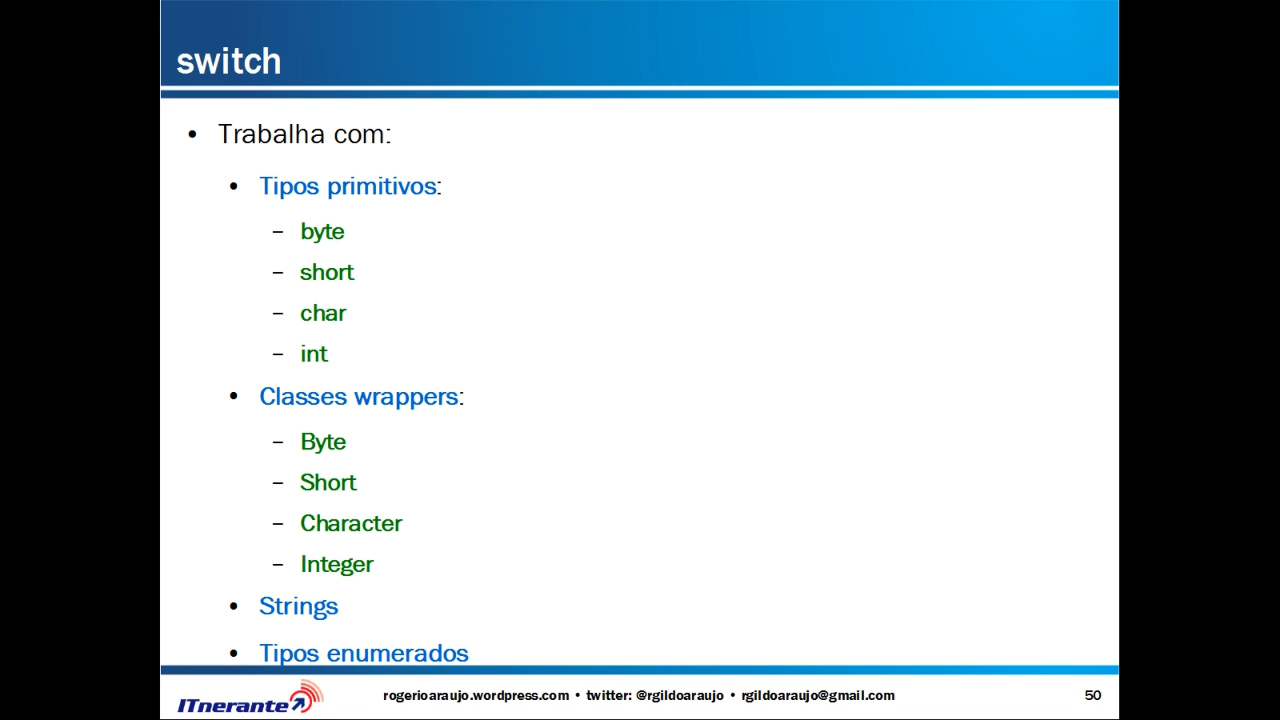 switch
• Trabalha com:
• Tipos primitivos:
– byte
– short
– char
– int
• Classes wrappers:
– Byte
– Short
– Character
– Integer
• Strings
• Tipos enumerados
ITnerante
rogerioaraujo.wordpress.com • twitter: @rgildoaraujo • rgildoaraujo@gmail.com
50